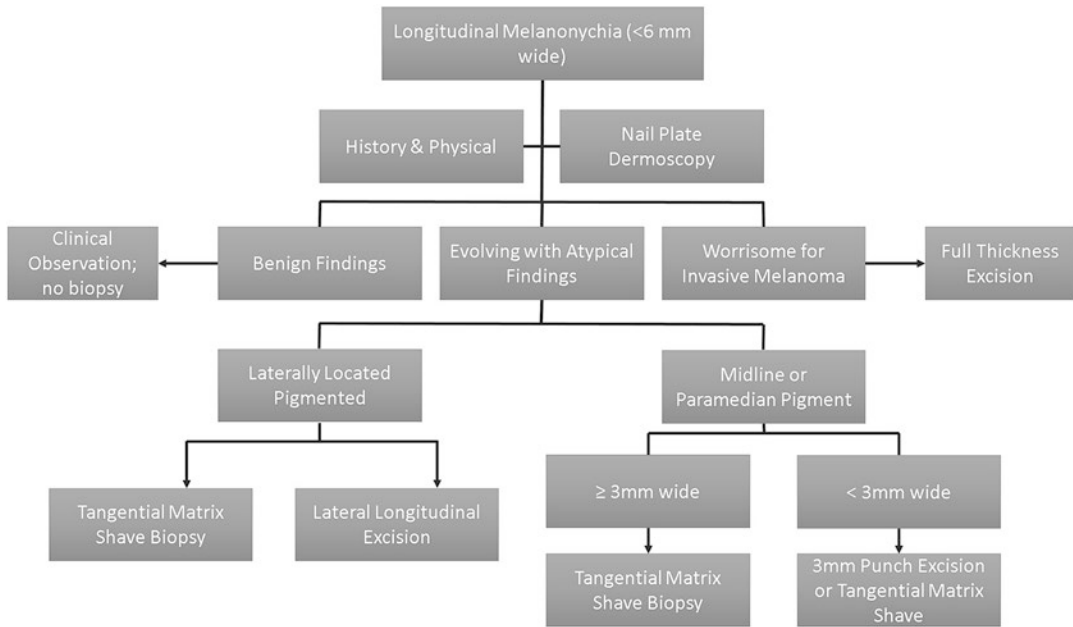 Longitudinal Melanonychia (<6 mm
wide)
History & Physical
Nail Plate
Dermoscopy
Clinical
Observation;
no biopsy
Benign Findings
Evolving with Atypical
Findings
Worrisome for
Invasive Melanoma
Full Thickness
Excision
Laterally Located
Pigmented
Midline or
Paramedian Pigment
Tangential Matrix
Shave Biopsy
Lateral Longitudinal
Excision
≥ 3mm wide
< 3mm wide
Tangential Matrix
Shave Biopsy
3mm Punch Excision
or Tangential Matrix
Shave